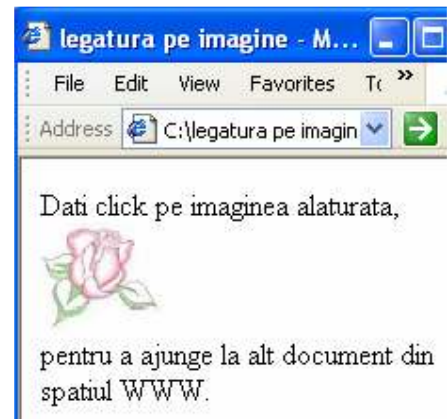 legatura pe imagine - M...
File Edit View Favorites To »
Address C:\legatura pe imagin
Dati click pe imaginea alaturata,
pentru a ajunge la alt document din
spatiul WWW.